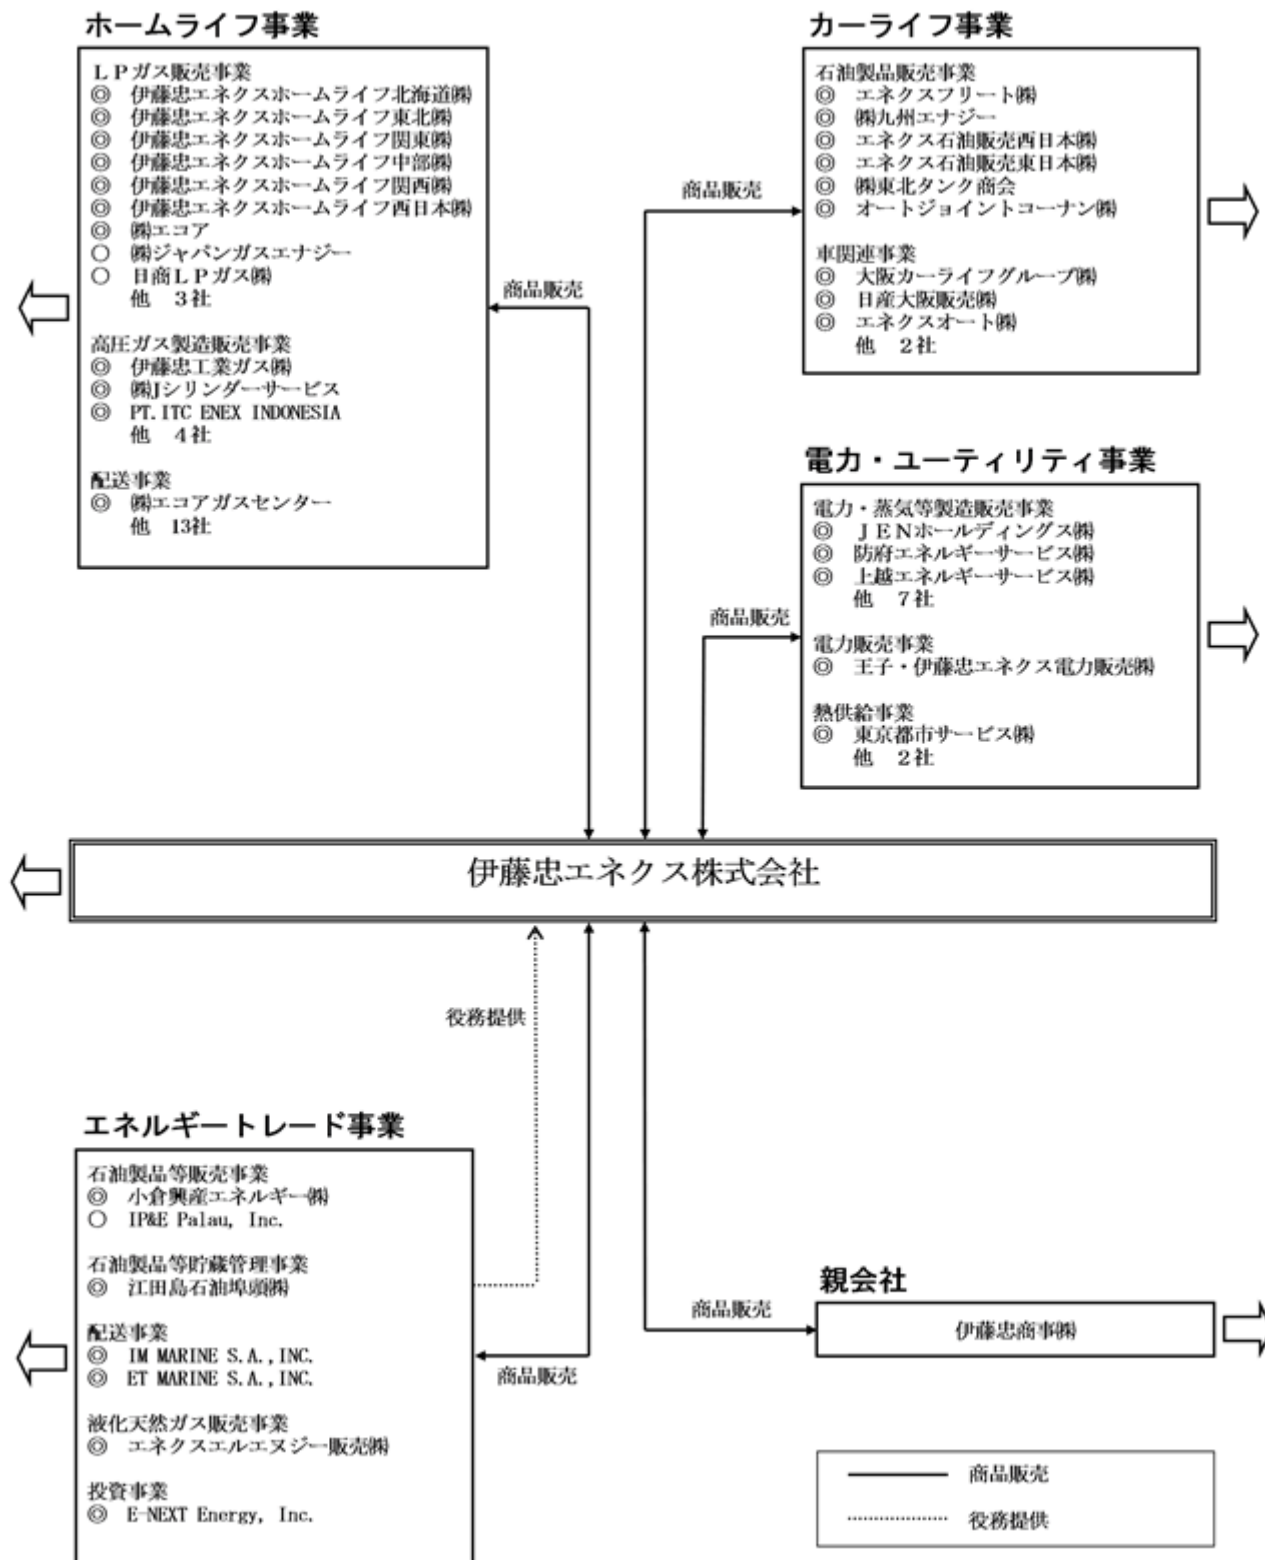 ホームライフ事業
ＬＰガス販売事業
◎ 伊藤忠エネクスホームライフ北海道㈱
◎ 伊藤忠エネクスホームライフ東北㈱
◎ 伊藤忠エネクスホームライフ関東㈱
◎ 伊藤忠エネクスホームライフ中部㈱
◎ 伊藤忠エネクスホームライフ関西㈱
◎ 伊藤忠エネクスホームライフ西日本㈱
◎ ㈱エコア
○ ㈱ジャパンガスエナジー
○ 日商ＬＰガス㈱
他 3社
高圧ガス製造販売事業
◎ 伊藤忠工業ガス㈱
◎ ㈱Jシリンダーサービス
◎ PT.ITC ENEX INDONESIA
他 4社
配送事業
◎ ㈱エコアガスセンター
他 13社
商品販売
カーライフ事業
石油製品販売事業
◎ エネクスフリート㈱
◎ ㈱九州エナジー
◎ エネクス石油販売西日本㈱
◎ エネクス石油販売東日本㈱
◎ ㈱東北タンク商会
◎ オートジョイントコーナン㈱
車関連事業
◎ 大阪カーライフグループ㈱
◎ 日産大阪販売㈱
◎ エネクスオート㈱
他 2社
商品販売
電力・ユーティリティ事業
電力・蒸気等製造販売事業
◎ ＪＥＮホールディングス㈱
◎ 防府エネルギーサービス㈱
◎ 上越エネルギーサービス㈱
他 7社
電力販売事業
◎ 王子・伊藤忠エネクス電力販売㈱
熱供給事業
◎ 東京都市サービス㈱
他 2社
商品販売
伊藤忠エネクス株式会社
役務提供
エネルギートレード事業
石油製品等販売事業
◎ 小倉興産エネルギー㈱
○ IP&E Palau, Inc.
石油製品等貯蔵管理事業
◎ 江田島石油埠頭㈱
配送事業
◎ IM MARINE S.A.,INC.
◎ ET MARINE S.A.,INC.
液化天然ガス販売事業
◎ エネクスエルエヌジー販売㈱
投資事業
◎ E-NEXT Energy, Inc.
商品販売
親会社
伊藤忠商事㈱
商品販売
商品販売
役務提供